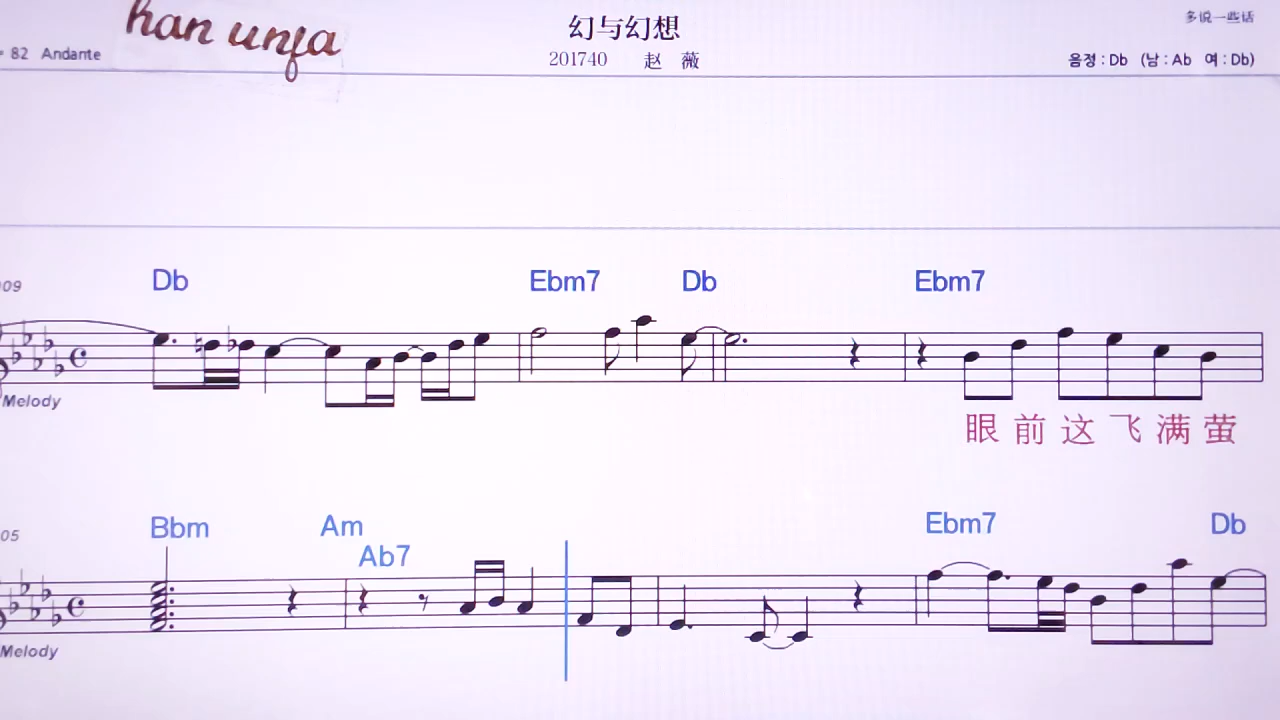 han unja
幻与幻想
多说一些话
= 82 Andante
201740 赵 薇
음정 : Db (남 : Ab 여 : Db)
009
Db Ebm7 Db Ebm7
Melody
眼 前 这 飞 满 萤
05
Bbm Am Ebm7 Db
Ab7
Melody